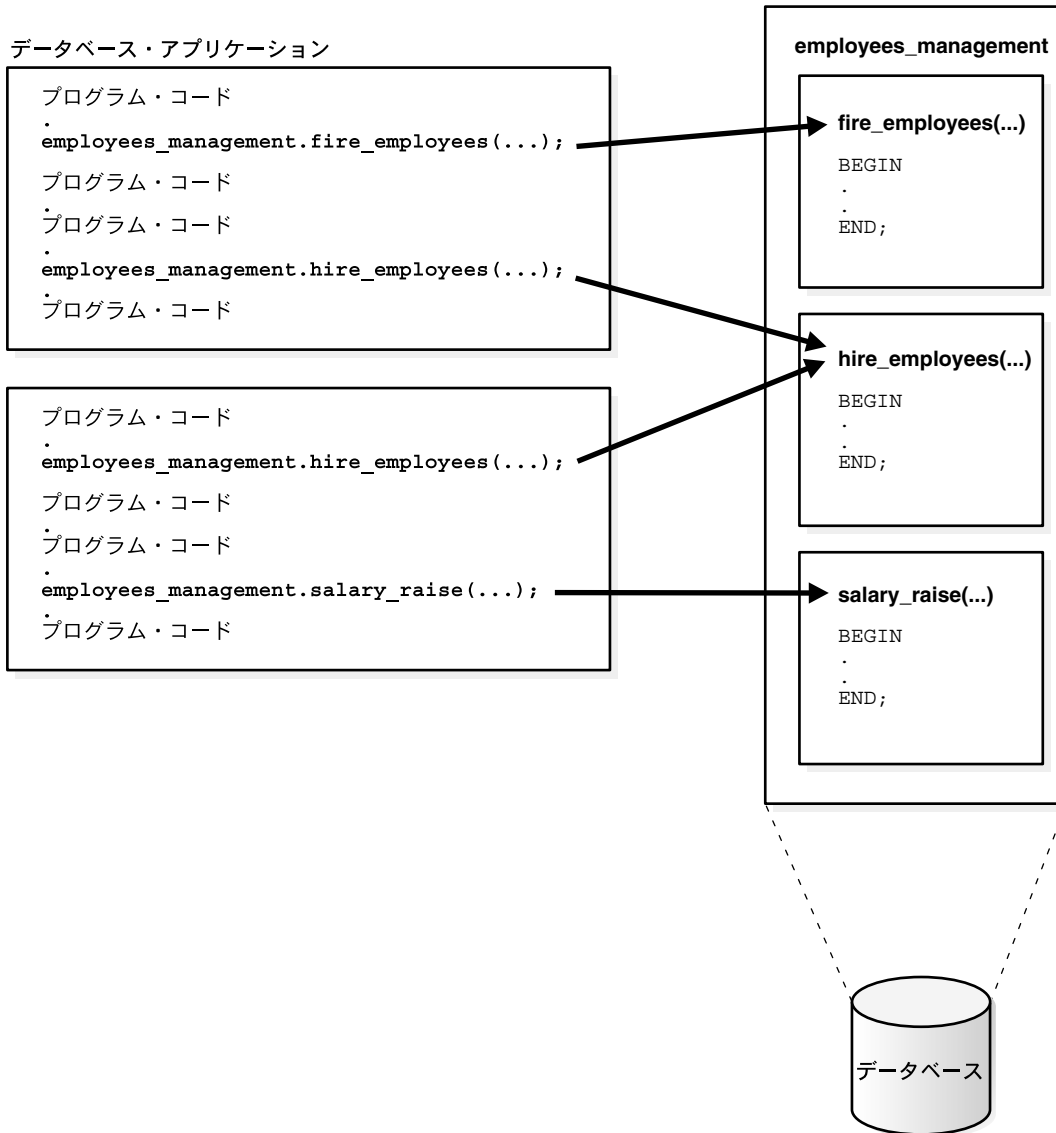 データベース・アプリケーション
プログラム・コード
.
employees_management.fire_employees(...);
プログラム・コード
.
プログラム・コード
.
employees_management.hire_employees(...);
.
プログラム・コード
プログラム・コード
.
employees_management.hire_employees(...);
プログラム・コード
.
プログラム・コード
.
employees_management.salary_raise(...);
.
プログラム・コード
employees_management
fire_employees(...)
BEGIN
.
.
END;
hire_employees(...)
BEGIN
.
.
END;
salary_raise(...)
BEGIN
.
.
END;
データベース